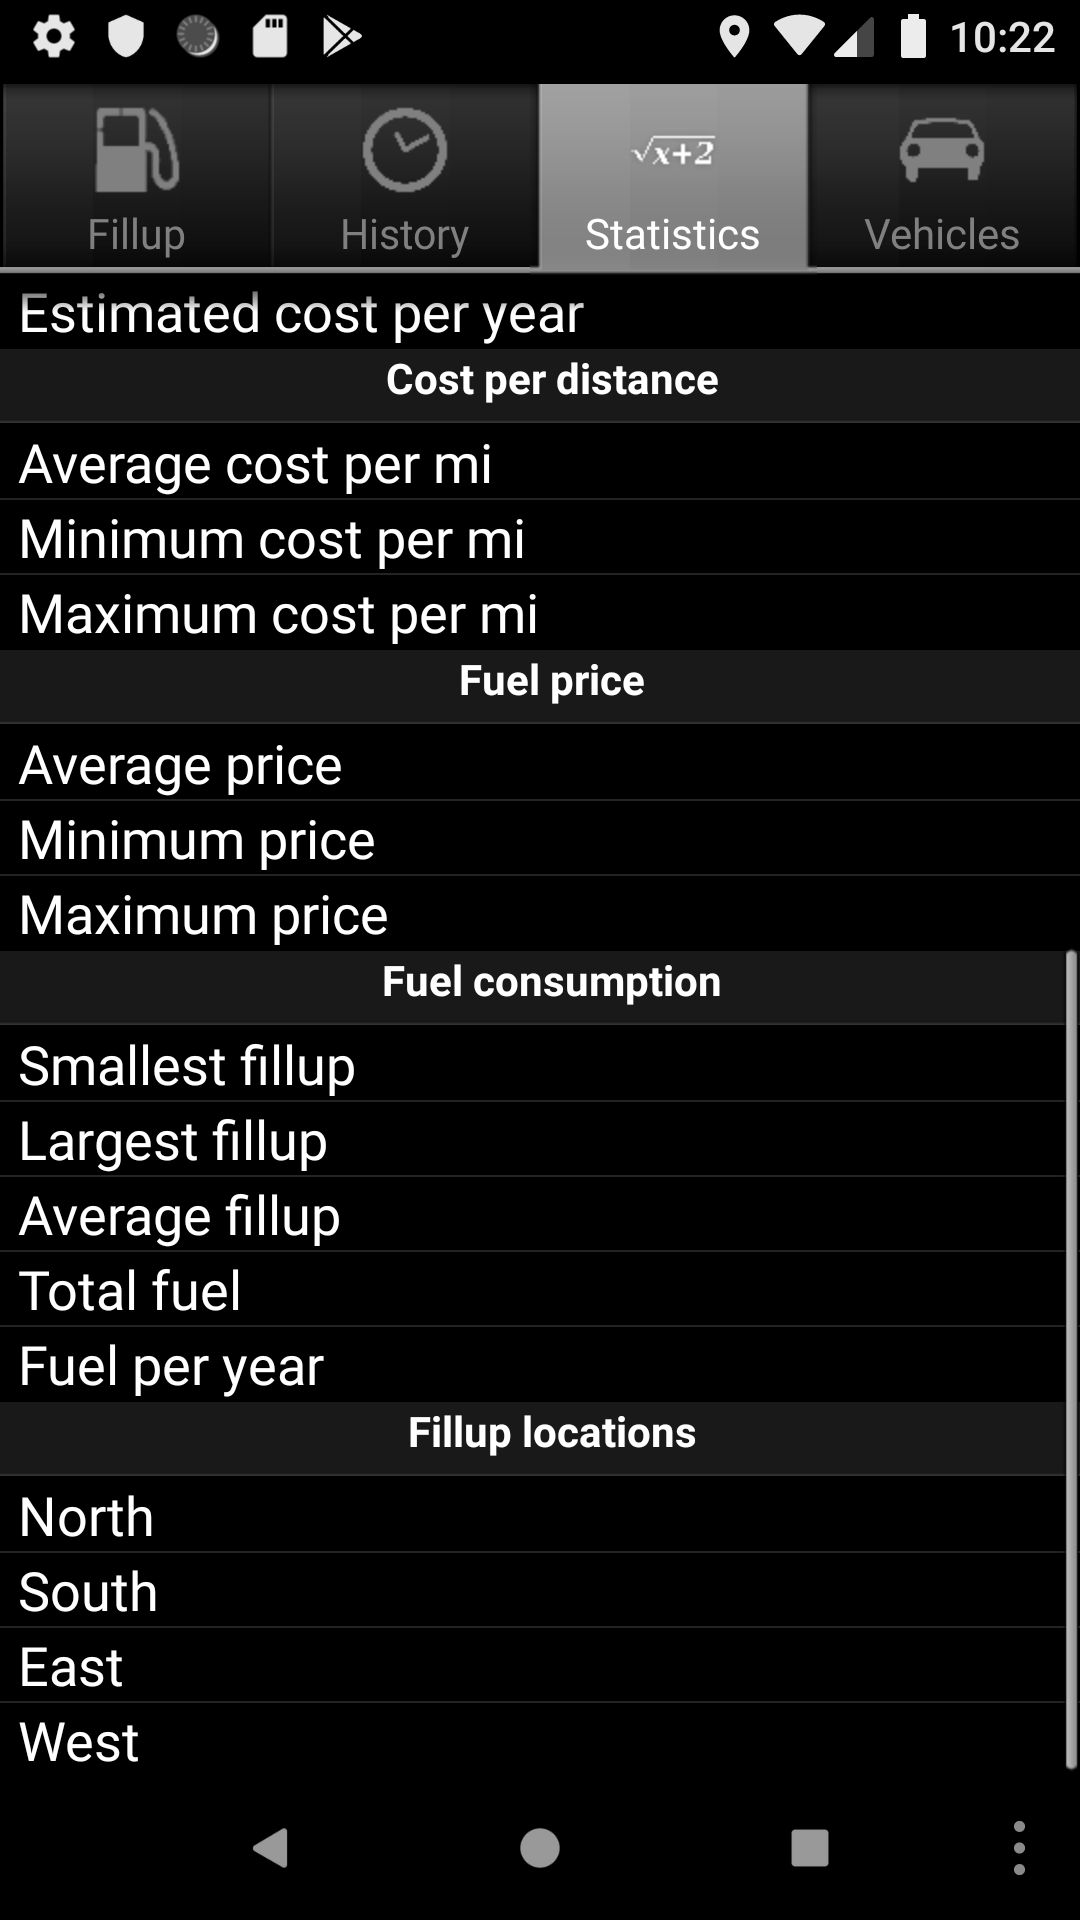 10:22
Fillup
History
√x+2
Statistics
Vehicles
Estimated cost per year
Cost per distance
Average cost per mi
Minimum cost per mi
Maximum cost per mi
Fuel price
Average price
Minimum price
Maximum price
Fuel consumption
Smallest fillup
Largest fillup
Average fillup
Total fuel
Fuel per year
Fillup locations
North
South
East
West